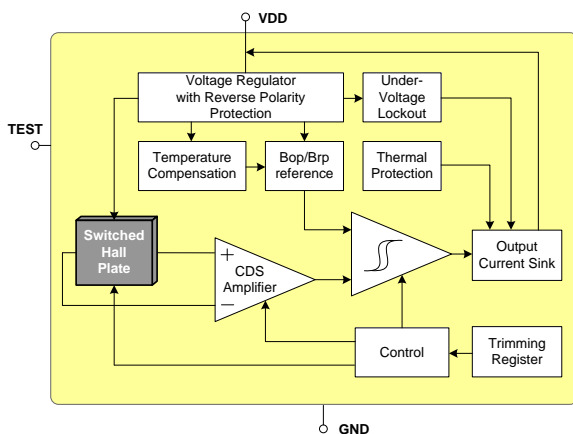 VDD
Voltage Regulator
with Reverse Polarity
Protection
Under-
Voltage
Lockout
TEST
Temperature
Compensation
Bop/Brp
reference
Thermal
Protection
Switched
Hall
Plate
+
CDS
Amplifier
−
Output
Current Sink
Control
Trimming
Register
GND